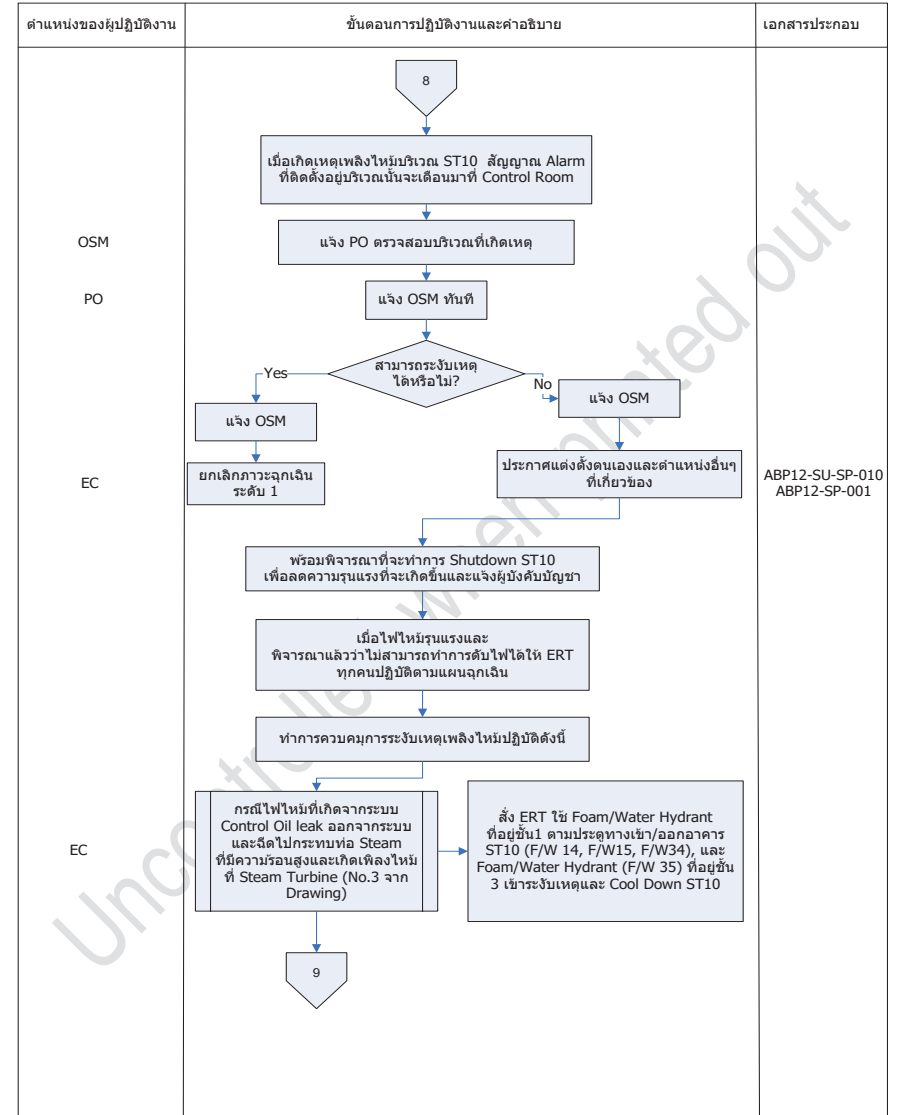 ตำแหน่งของผู้ปฏิบัติงาน
ขั้นตอนการปฏิบัติงานและคำอธิบาย
เอกสารประกอบ
8
เมื่อเกิดเหตุเพลิงไหม้บริเวณ ST10 สัญญาณ Alarm
ที่ติดตั้งอยู่บริเวณนั้นจะเตือนมาที่ Control Room
OSM
แจ้ง PO ตรวจสอบบริเวณที่เกิดเหตุ
PO
แจ้ง OSM ทันที
สามารถระงับเหตุ
ได้หรือไม่?
Yes
No
แจ้ง OSM
แจ้ง OSM
EC
ยกเลิกภาวะฉุกเฉิน
ระดับ 1
ประกาศแต่งตั้งตนเองและตำแหน่งอื่นๆ
ที่เกี่ยวข้อง
ABP12-SU-SP-010
ABP12-SP-001
พร้อมพิจารณาที่จะทำการ Shutdown ST10
เพื่อลดความรุนแรงที่จะเกิดขึ้นและแจ้งผู้บังคับบัญชา
เมื่อไฟไหม้รุนแรงและ
พิจารณาแล้วว่าไม่สามารถทำการดับไฟได้ให้ ERT
ทุกคนปฏิบัติตามแผนฉุกเฉิน
ทำการควบคมุการระงับเหตุเพลิงไหม้ปฏิบัติดังนี้
EC
กรณีไฟไหม้ที่เกิดจากระบบ
Control Oil leak ออกจากระบบ
และฉีดไปกระทบท่อ Steam
ที่มีความร้อนสูงและเกิดเพิลงไหม้
ที่ Steam Turbine (No.3 จาก
Drawing)
สั่ง ERT ใช้ Foam/Water Hydrant
ที่อยู่ชั้น1 ตามประตูทางเข้า/ออกอาคาร
ST10 (F/W 14, F/W15, F/W34), และ
Foam/Water Hydrant (F/W 35) ที่อยู่ชั้น
3 เข้าระงับเหตุและ Cool Down ST10
9
Uncontrolled when printed out